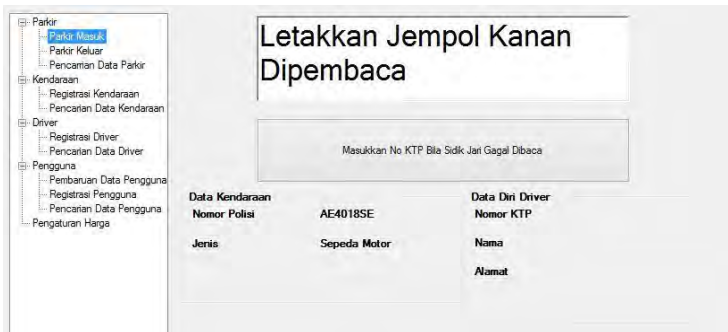 Parkir
Parkir Masuk
Parkir Keluar
Pencarrian Data Parkir
Kendaraan
Registrasi Kendaraan
Pencarian Data Kendaraan
Driver
Registrasi Driver
Pencarian Data Driver
Pengguna
Pembaruan Data Pengguna
Registrasi Pengguna
Pencarian Data Pengguna
Pengaturan Harga
Letakkan Jempol Kanan
Dipembaca
Masukkan No KTP Bila Sidik Jari Gagal Dibaca
Data Kendaraan
Nomor Polisi AE4018SE
Jenis Sepeda Motor
Data Diri Driver
Nomor KTP
Nama
Alamat